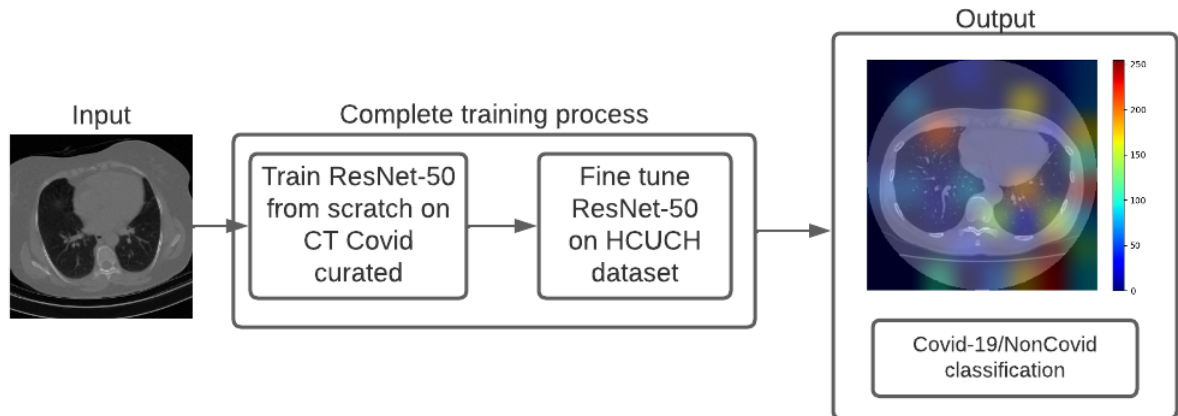 Input
Complete training process
Train ResNet-50
from scratch on
CT Covid
curated
Fine tune
ResNet-50
on HCUCH
dataset
Output
250
200
150
100
50
0
Covid-19/NonCovid
classification